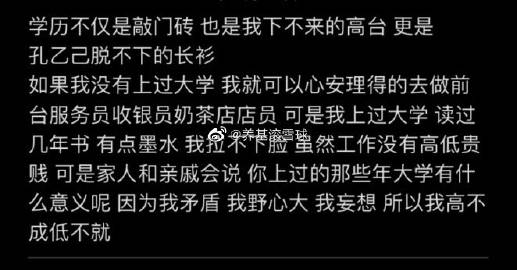 学历不仅是敲门砖 也是我下不来的高台 更是
孔乙己脱不下的长衫
如果我没有上过大学 我就可以心安理得的去做前
台服务员收银员奶茶店店员 可是我上过大学 读过
几年书 有点墨水 我拉不下脸 虽然工作没有高低贵
贱 可是家人和亲戚会说 你上过的那些年大学有什
么意义呢 因为我矛盾 我野心大 我妄想 所以我高不
成低不就
@养基滚雪球